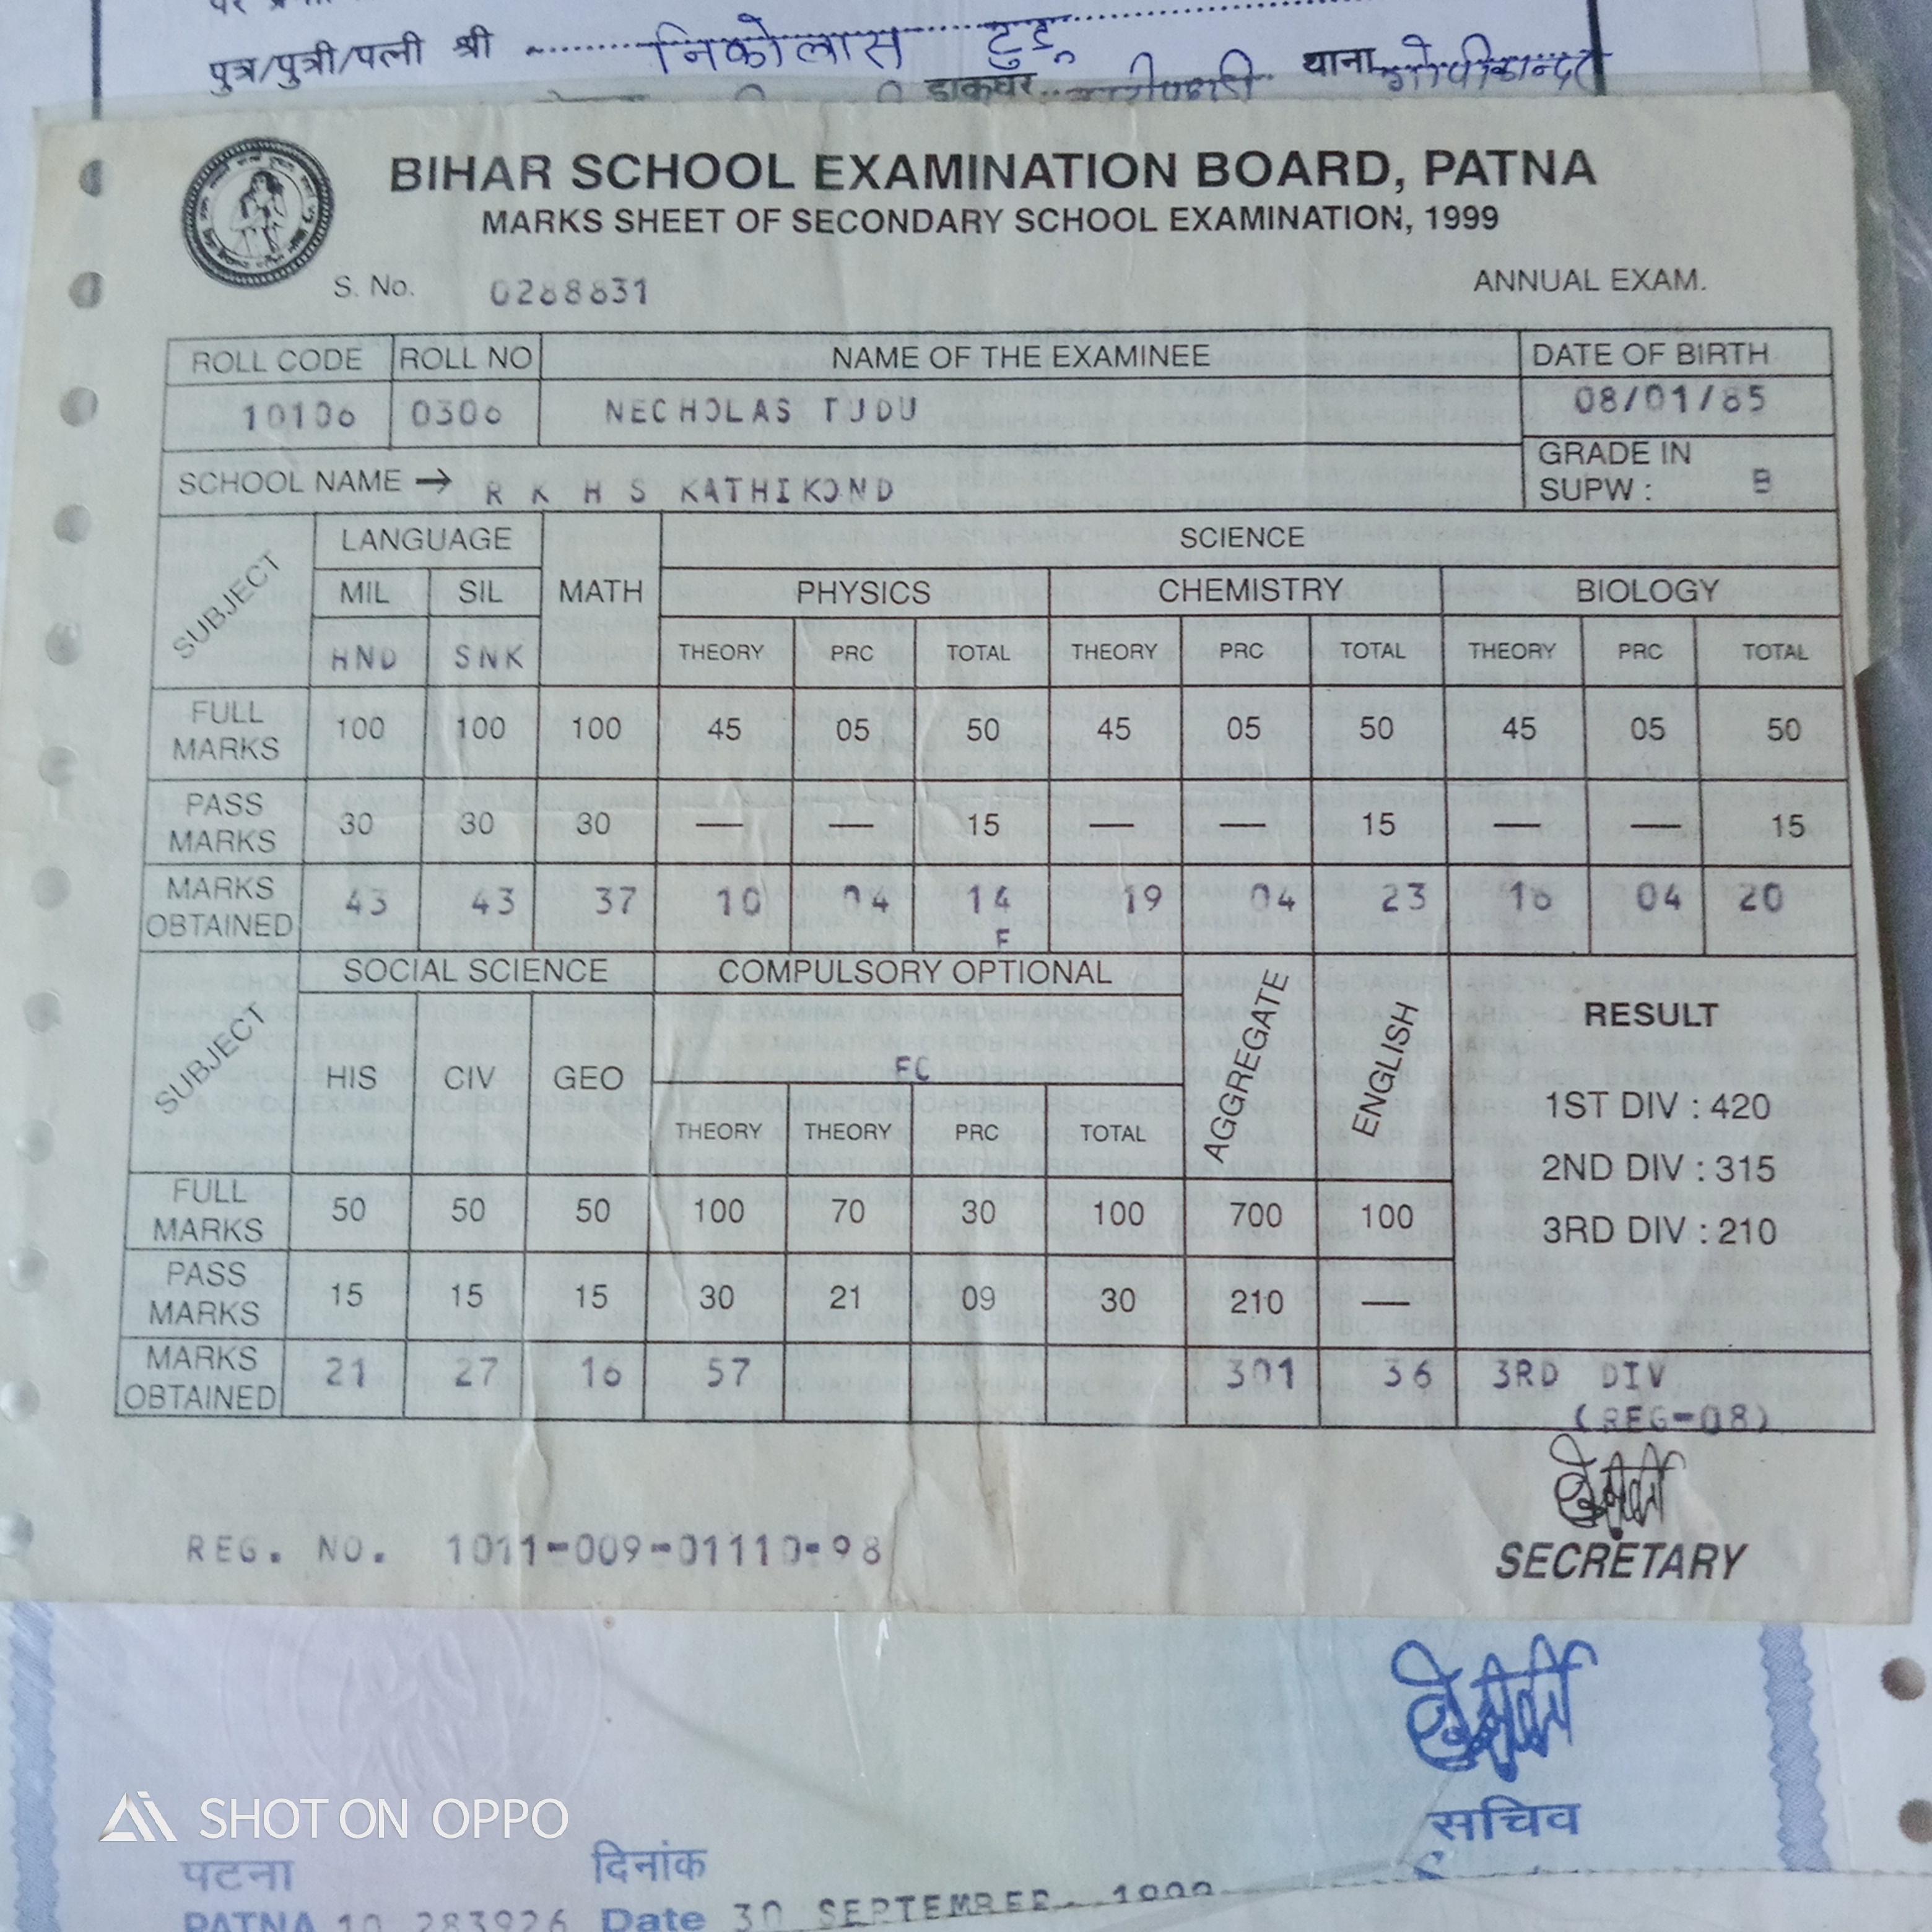 पुत्र/पुत्री/पत्नी श्री निकोलास टुडू
डाकघर थाना गोपीकान्दर
BIHAR SCHOOL EXAMINATION BOARD, PATNA
MARKS SHEET OF SECONDARY SCHOOL EXAMINATION, 1999
S. No. 0288831 ANNUAL EXAM.
ROLL CODE ROLL NO NAME OF THE EXAMINEE DATE OF BIRTH
10106 0306 NECHOLAS TUDU 08/01/85
SCHOOL NAME → R K H S KATHIKOND GRADE IN SUPW : B
SUBJECT LANGUAGE MATH SCIENCE
MIL SIL PHYSICS CHEMISTRY BIOLOGY
HND SNK THEORY PRC TOTAL THEORY PRC TOTAL THEORY PRC TOTAL
FULL MARKS 100 100 100 45 05 50 45 05 50 45 05 50
PASS MARKS 30 30 30 — — 15 — — 15 — — 15
MARKS OBTAINED 43 43 37 10 04 14 19 04 23 16 04 20
F
SUBJECT SOCIAL SCIENCE COMPULSORY OPTIONAL AGGREGATE ENGLISH RESULT
HIS CIV GEO EC
THEORY THEORY PRC TOTAL
1ST DIV : 420
2ND DIV : 315
3RD DIV : 210
FULL MARKS 50 50 50 100 70 30 100 700 100
PASS MARKS 15 15 15 30 21 09 30 210 —
MARKS OBTAINED 21 27 16 57 301 36 3RD DIV
(REG-08)
REG. NO. 1011-009-01110-98
SECRETARY
सचिव
SHOT ON OPPO
पटना दिनांक
PATNA 10 283926 Date 30 SEPTEMBER, 1999